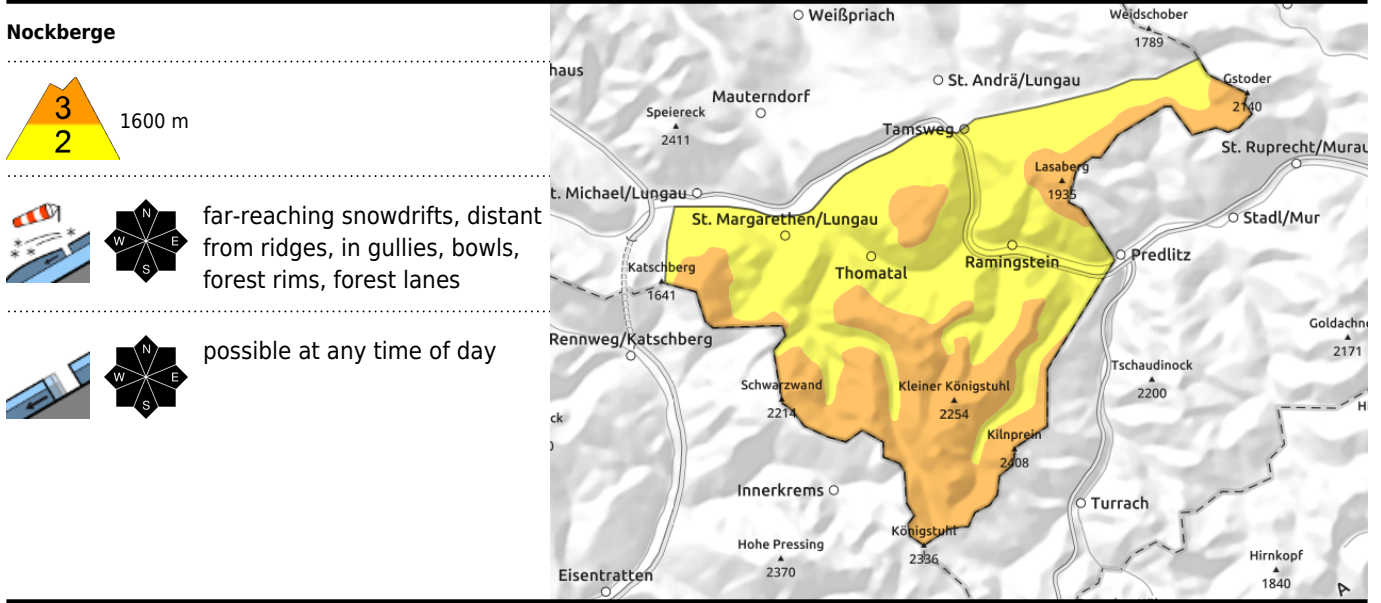 Nockberge
3
2
1600 m
N
W E
S
far-reaching snowdrifts, distant
from ridges, in gullies, bowls,
forest rims, forest lanes
N
W E
S
possible at any time of day
Weißpriach
Weidschober
1789
haus
St. Andrä/Lungau
Gstoder
2140
Mauterndorf
Speiereck
2411
Tamsweg
St. Ruprecht/Murau
Lasaberg
1935
t. Michael/Lungau
St. Margarethen/Lungau
Stadl/Mur
Predlitz
Ramingstein
Thomatal
Katschberg
1641
Goldachn
2171
Rennweg/Katschberg
Tschaudinock
2200
Schwarzwand
2214
Kleiner Königstuhl
2254
ck
Kilnprein
2408
Innerkrems
Turrach
Königstuhl
2336
Hohe Pressing
2370
Hirnkopf
1840
Eisentratten
A